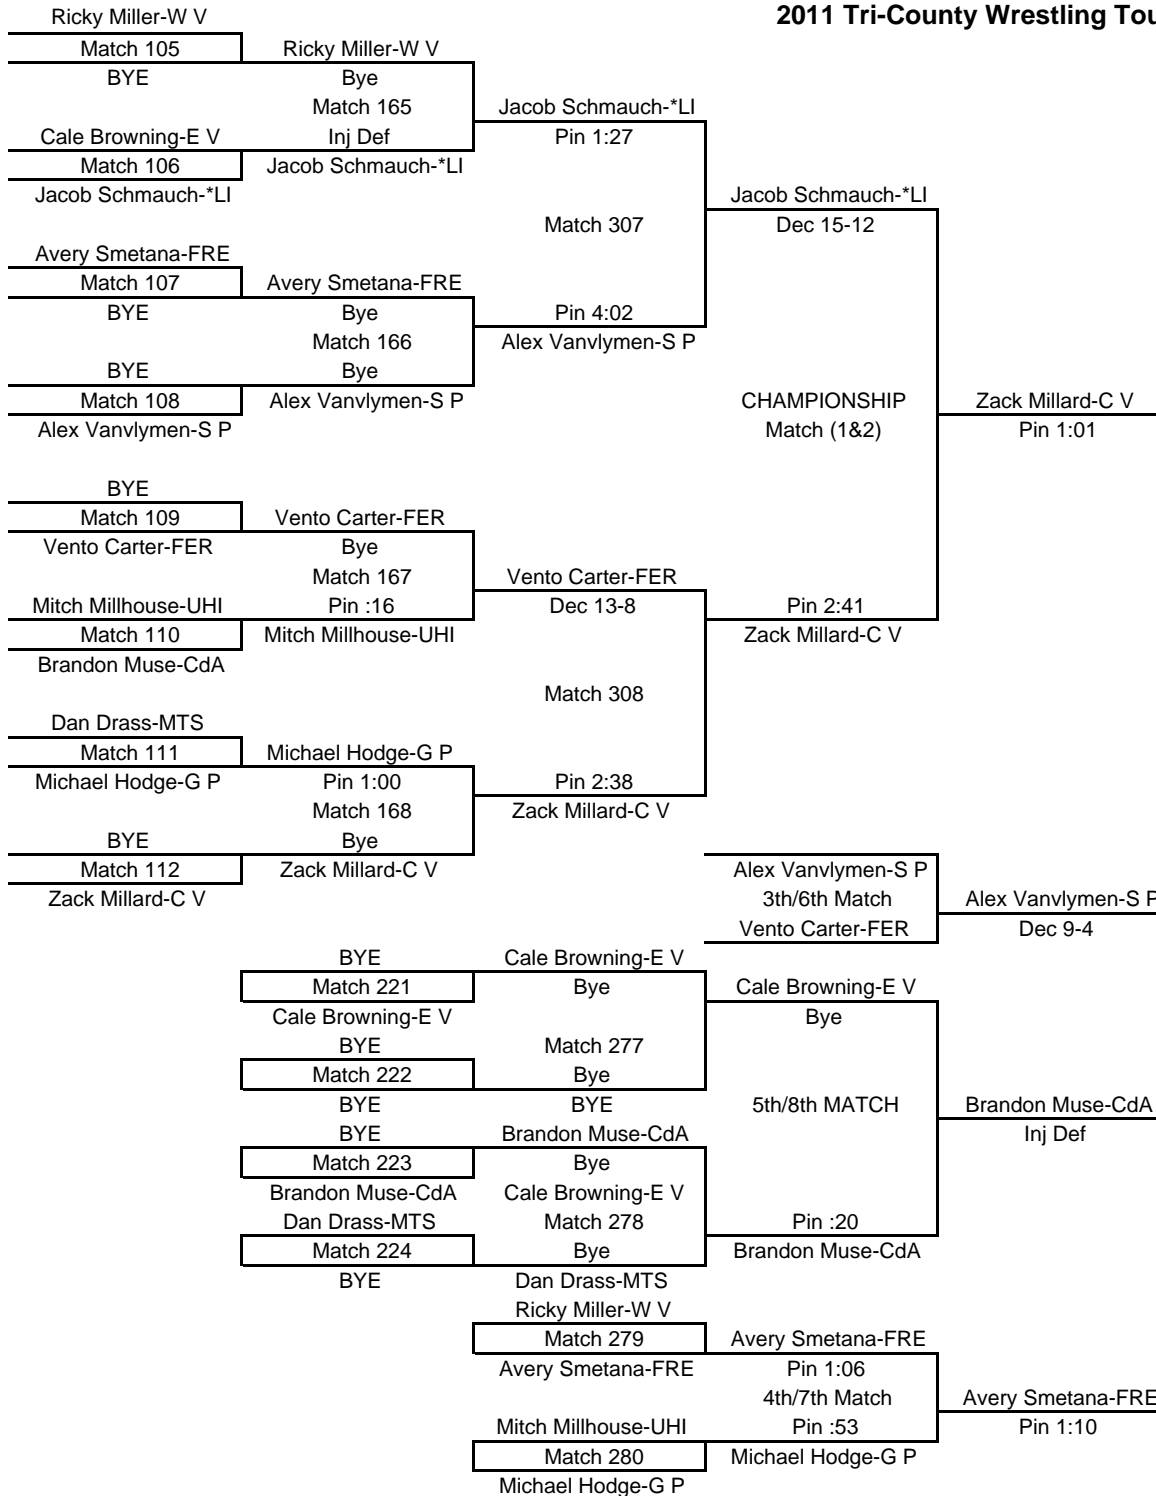 Ricky Miller-W V
2011 Tri-County Wrestling Tou
Match 105
Ricky Miller-W V
BYE
Bye
Match 165
Jacob Schmauch-*LI
Cale Browning-E V
Inj Def
Pin 1:27
Match 106
Jacob Schmauch-*LI
Jacob Schmauch-*LI
Jacob Schmauch-*LI
Match 307
Dec 15-12
Avery Smetana-FRE
Match 107
Avery Smetana-FRE
BYE
Bye
Pin 4:02
Match 166
Alex Vanvlymen-S P
BYE
Bye
Match 108
Alex Vanvlymen-S P
CHAMPIONSHIP
Zack Millard-C V
Alex Vanvlymen-S P
Match (1&2)
Pin 1:01
BYE
Match 109
Vento Carter-FER
Vento Carter-FER
Bye
Match 167
Vento Carter-FER
Mitch Millhouse-UHI
Pin :16
Dec 13-8
Pin 2:41
Match 110
Mitch Millhouse-UHI
Zack Millard-C V
Brandon Muse-CdA
Match 308
Dan Drass-MTS
Match 111
Michael Hodge-G P
Michael Hodge-G P
Pin 1:00
Pin 2:38
Match 168
Zack Millard-C V
BYE
Bye
Match 112
Zack Millard-C V
Alex Vanvlymen-S P
Zack Millard-C V
3th/6th Match
Alex Vanvlymen-S P
Vento Carter-FER
Dec 9-4
BYE
Cale Browning-E V
Match 221
Bye
Cale Browning-E V
Cale Browning-E V
Bye
BYE
Match 277
Match 222
Bye
BYE
BYE
5th/8th MATCH
Brandon Muse-CdA
BYE
Brandon Muse-CdA
Inj Def
Match 223
Bye
Brandon Muse-CdA
Cale Browning-E V
Dan Drass-MTS
Match 278
Pin :20
Match 224
Bye
Brandon Muse-CdA
BYE
Dan Drass-MTS
Ricky Miller-W V
Match 279
Avery Smetana-FRE
Avery Smetana-FRE
Pin 1:06
4th/7th Match
Avery Smetana-FRE
Mitch Millhouse-UHI
Pin :53
Pin 1:10
Match 280
Michael Hodge-G P
Michael Hodge-G P